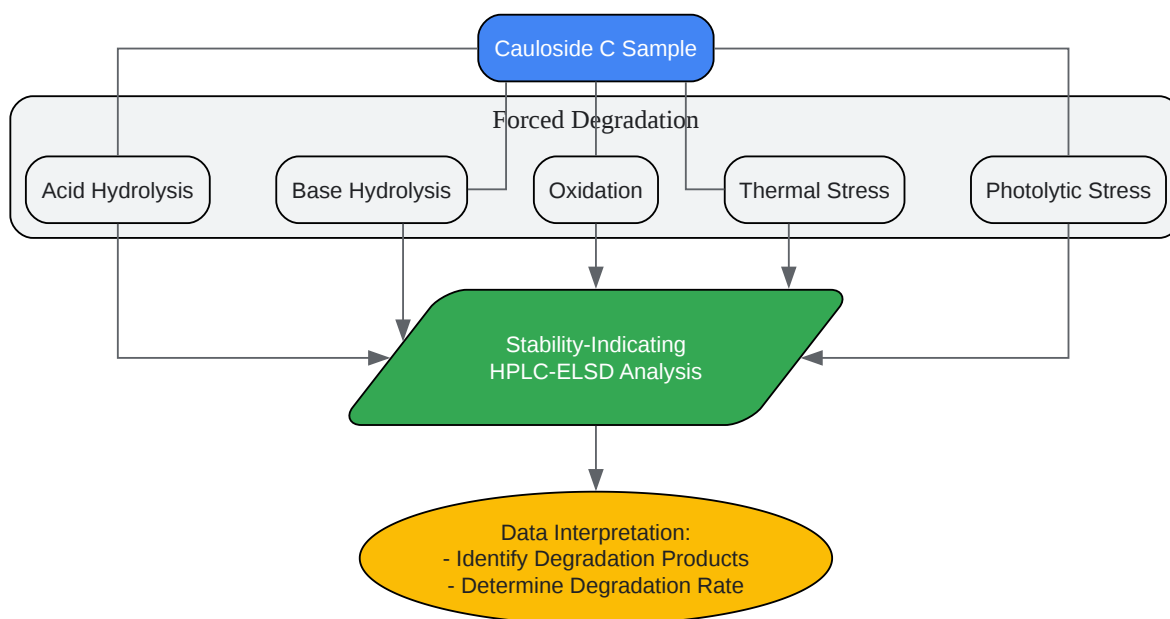 Cauloside C Sample
Forced Degradation
Acid Hydrolysis
Base Hydrolysis
Oxidation
Thermal Stress
Photolytic Stress
Stability-Indicating
HPLC-ELSD Analysis
Data Interpretation:
- Identify Degradation Products
- Determine Degradation Rate